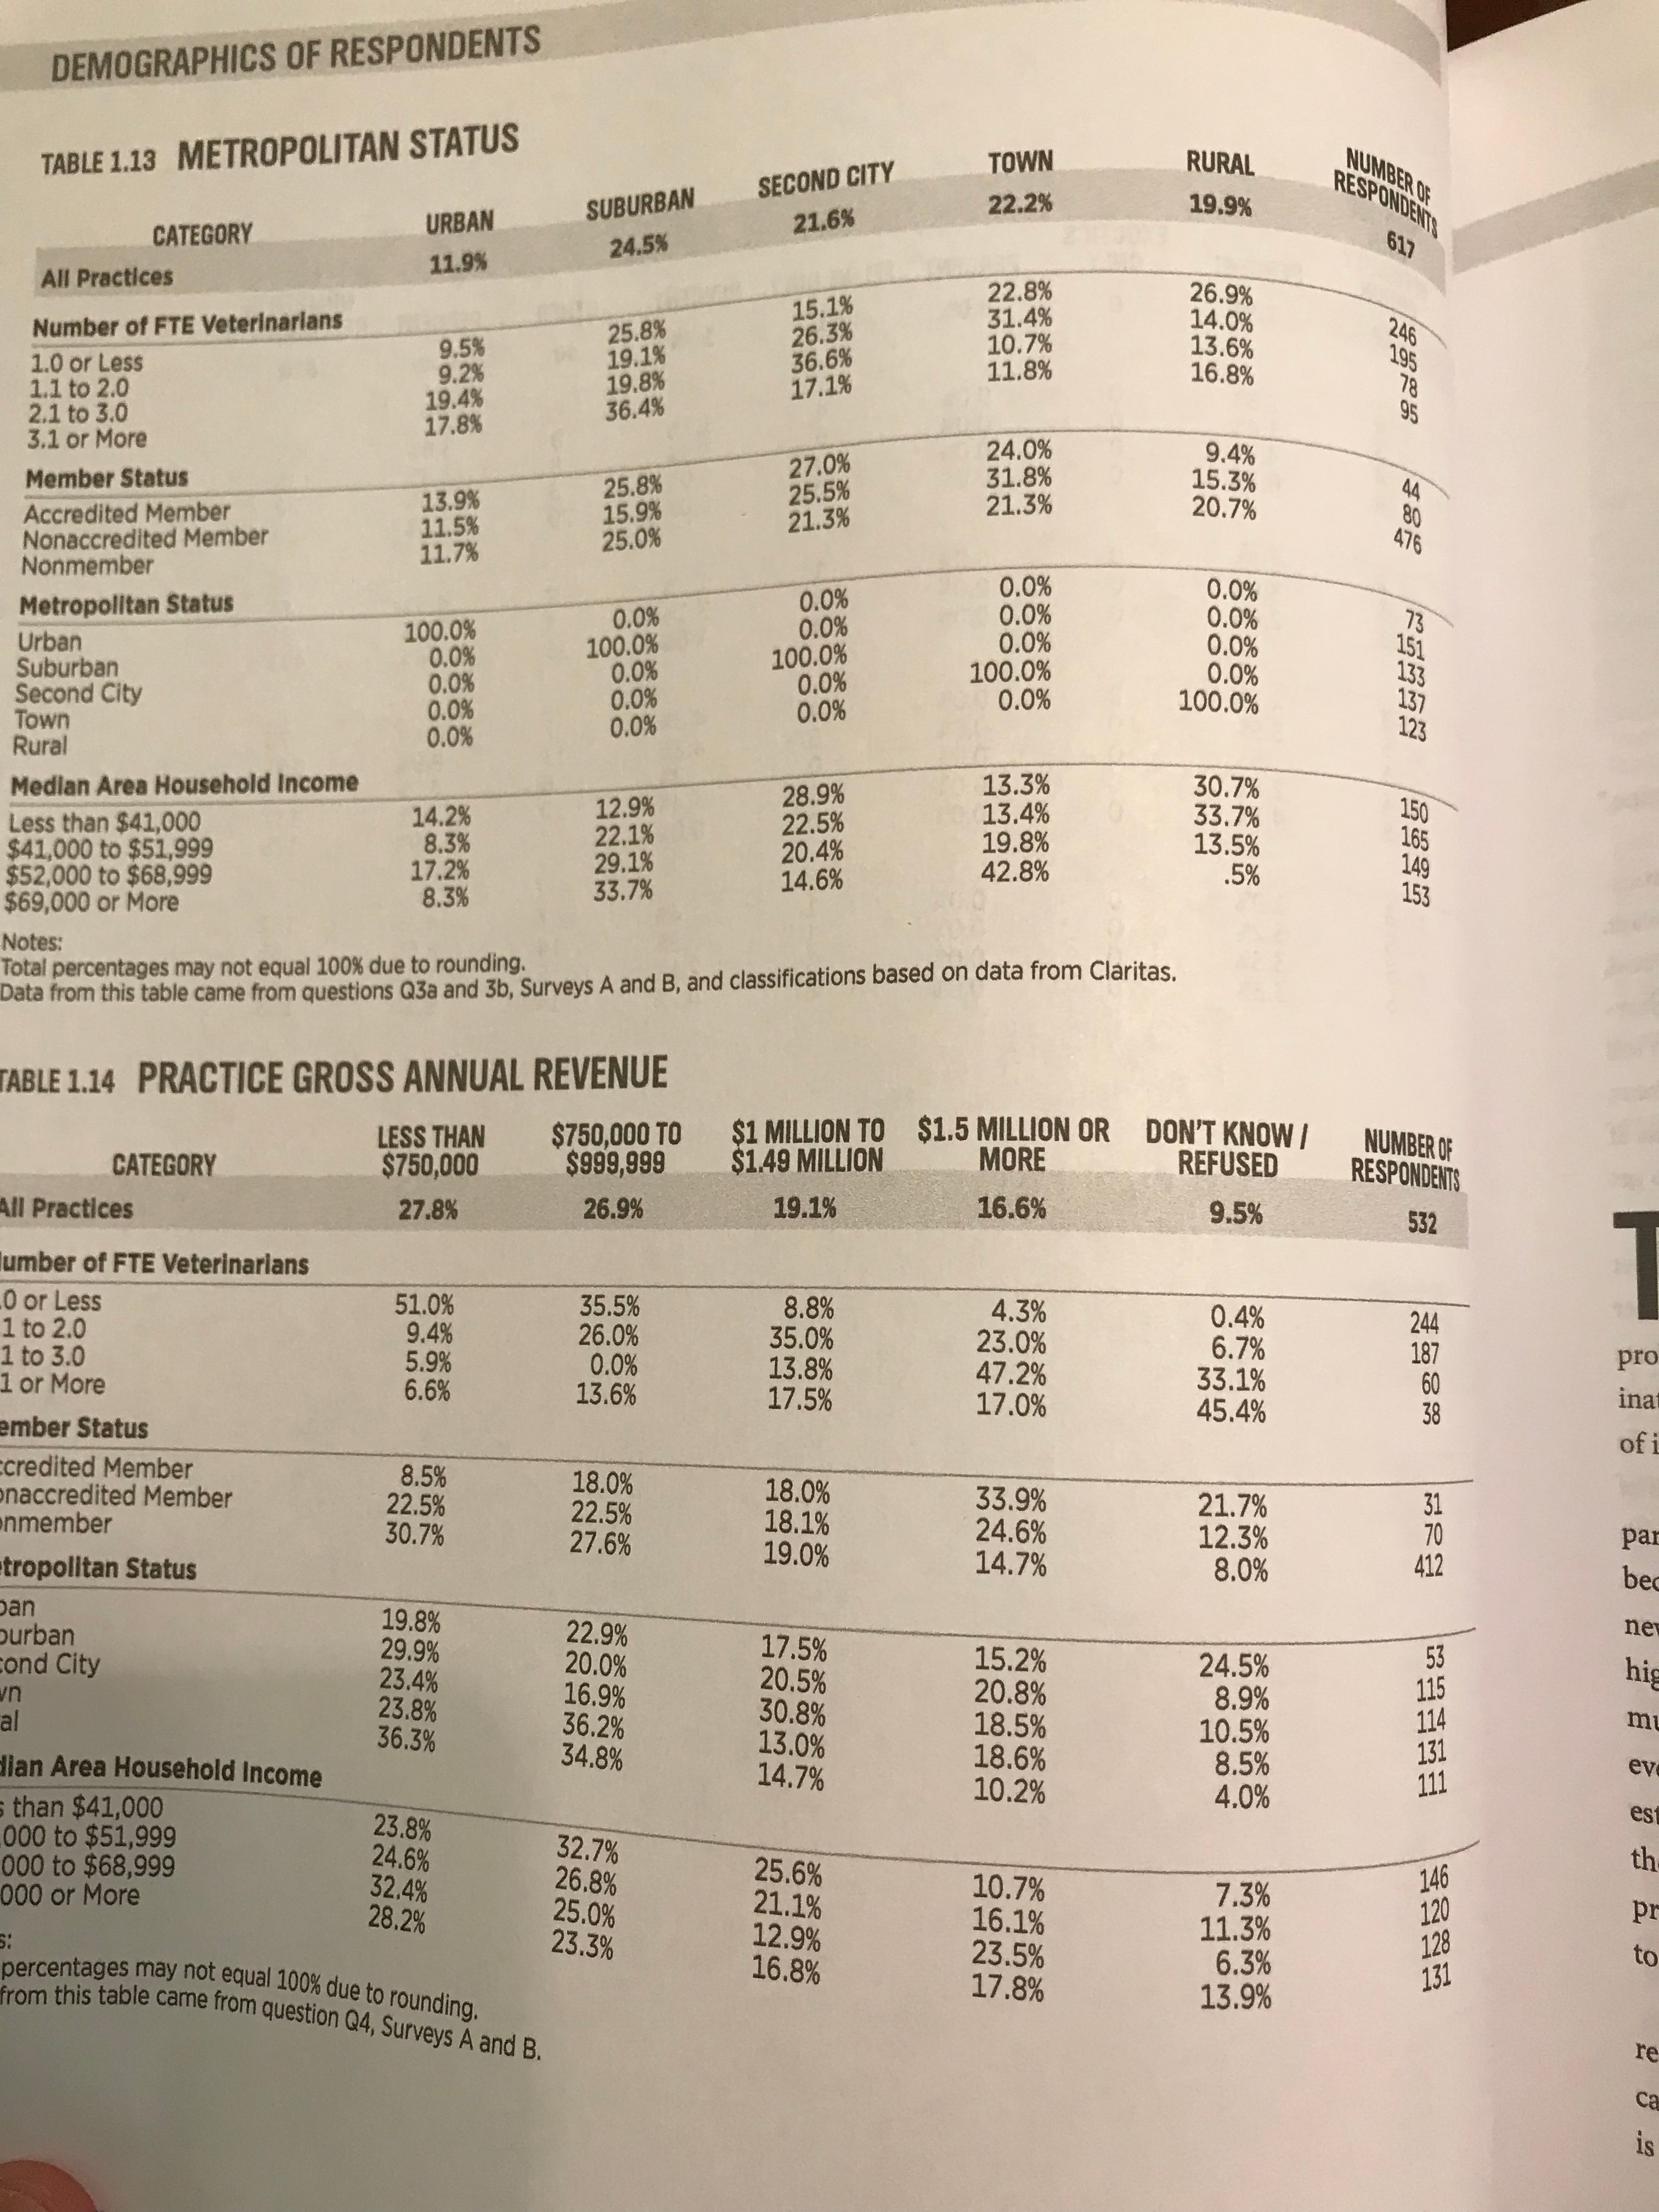 DEMOGRAPHICS OF RESPONDENTS
TABLE 1.13 METROPOLITAN STATUS
CATEGORY URBAN SUBURBAN SECOND CITY TOWN RURAL NUMBER OF RESPONDENTS
All Practices 11.9% 24.5% 21.6% 22.2% 19.9% 617
Number of FTE Veterinarians
1.0 or Less 9.5% 25.8% 15.1% 22.8% 26.9% 246
1.1 to 2.0 9.2% 19.1% 26.3% 31.4% 14.0% 195
2.1 to 3.0 19.4% 19.8% 36.6% 10.7% 13.6% 78
3.1 or More 17.8% 36.4% 17.1% 11.8% 16.8% 95
Member Status
Accredited Member 13.9% 25.8% 27.0% 24.0% 9.4% 44
Nonaccredited Member 11.5% 15.9% 25.5% 31.8% 15.3% 80
Nonmember 11.7% 25.0% 21.3% 21.3% 20.7% 476
Metropolitan Status
Urban 100.0% 0.0% 0.0% 0.0% 0.0% 73
Suburban 0.0% 100.0% 0.0% 0.0% 0.0% 151
Second City 0.0% 0.0% 100.0% 0.0% 0.0% 133
Town 0.0% 0.0% 0.0% 100.0% 0.0% 137
Rural 0.0% 0.0% 0.0% 0.0% 100.0% 123
Median Area Household Income
Less than $41,000 14.2% 12.9% 28.9% 13.3% 30.7% 150
$41,000 to $51,999 8.3% 22.1% 22.5% 13.4% 33.7% 165
$52,000 to $68,999 17.2% 29.1% 20.4% 19.8% 13.5% 149
$69,000 or More 8.3% 33.7% 14.6% 42.8% .5% 153
Notes:
Total percentages may not equal 100% due to rounding.
Data from this table came from questions Q3a and 3b, Surveys A and B, and classifications based on data from Claritas.
TABLE 1.14 PRACTICE GROSS ANNUAL REVENUE
CATEGORY LESS THAN $750,000 $750,000 TO $999,999 $1 MILLION TO $1.49 MILLION $1.5 MILLION OR MORE DON'T KNOW / REFUSED NUMBER OF RESPONDENTS
All Practices 27.8% 26.9% 19.1% 16.6% 9.5% 532
umber of FTE Veterinarians
.0 or Less 51.0% 35.5% 8.8% 4.3% 0.4% 244
1 to 2.0 9.4% 26.0% 35.0% 23.0% 6.7% 187
1 to 3.0 5.9% 0.0% 13.8% 47.2% 33.1% 60
1 or More 6.6% 13.6% 17.5% 17.0% 45.4% 38
ember Status
ccredited Member 8.5% 18.0% 18.0% 33.9% 21.7% 31
onaccredited Member 22.5% 22.5% 18.1% 24.6% 12.3% 70
onmember 30.7% 27.6% 19.0% 14.7% 8.0% 412
etropolitan Status
ban 19.8% 22.9% 17.5% 15.2% 24.5% 53
burban 29.9% 20.0% 20.5% 20.8% 8.9% 115
cond City 23.4% 16.9% 30.8% 18.5% 10.5% 114
wn 23.8% 36.2% 13.0% 18.6% 8.5% 131
al 36.3% 34.8% 14.7% 10.2% 4.0% 111
dian Area Household Income
s than $41,000 23.8% 32.7% 25.6% 10.7% 7.3% 146
,000 to $51,999 24.6% 26.8% 21.1% 16.1% 11.3% 120
000 to $68,999 32.4% 25.0% 12.9% 23.5% 6.3% 128
000 or More 28.2% 23.3% 16.8% 17.8% 13.9% 131
s:
percentages may not equal 100% due to rounding.
from this table came from question Q4, Surveys A and B.
T
pro
inat
of i
par
bec
nev
hig
mu
eve
est
the
pr
to
re
ca
is